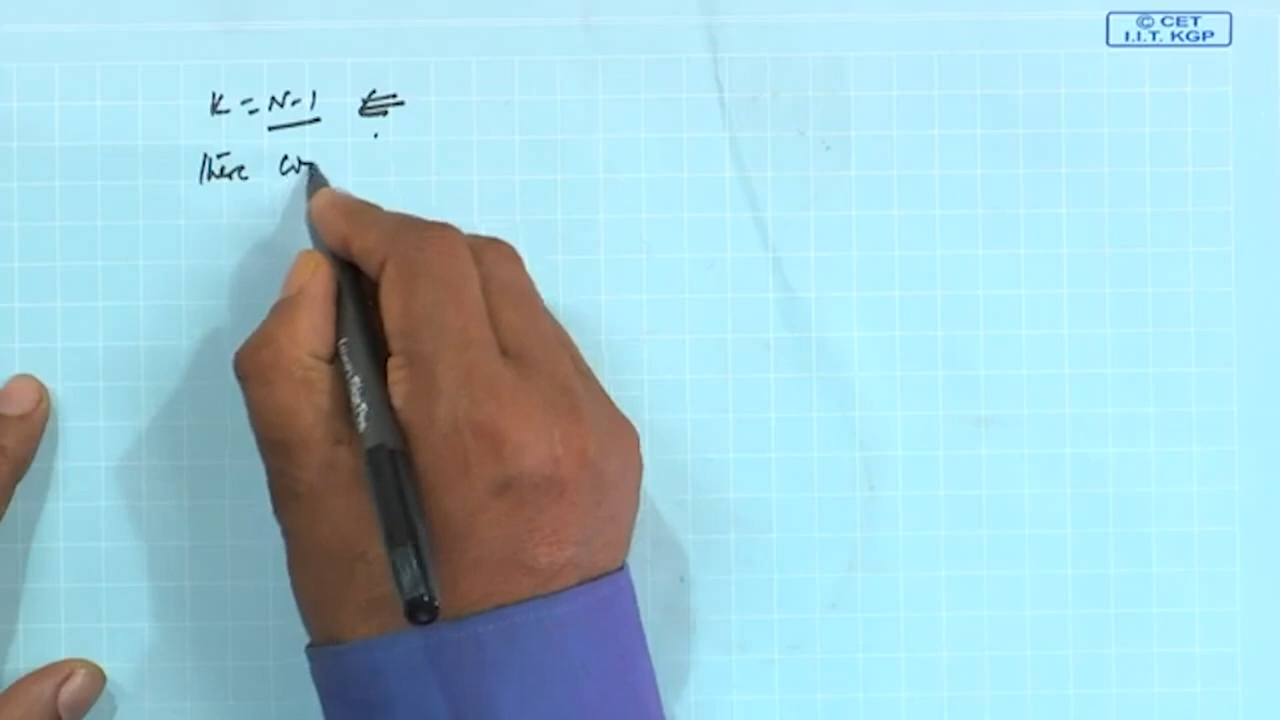 © CET
I.I.T. KGP
K = N-1
There